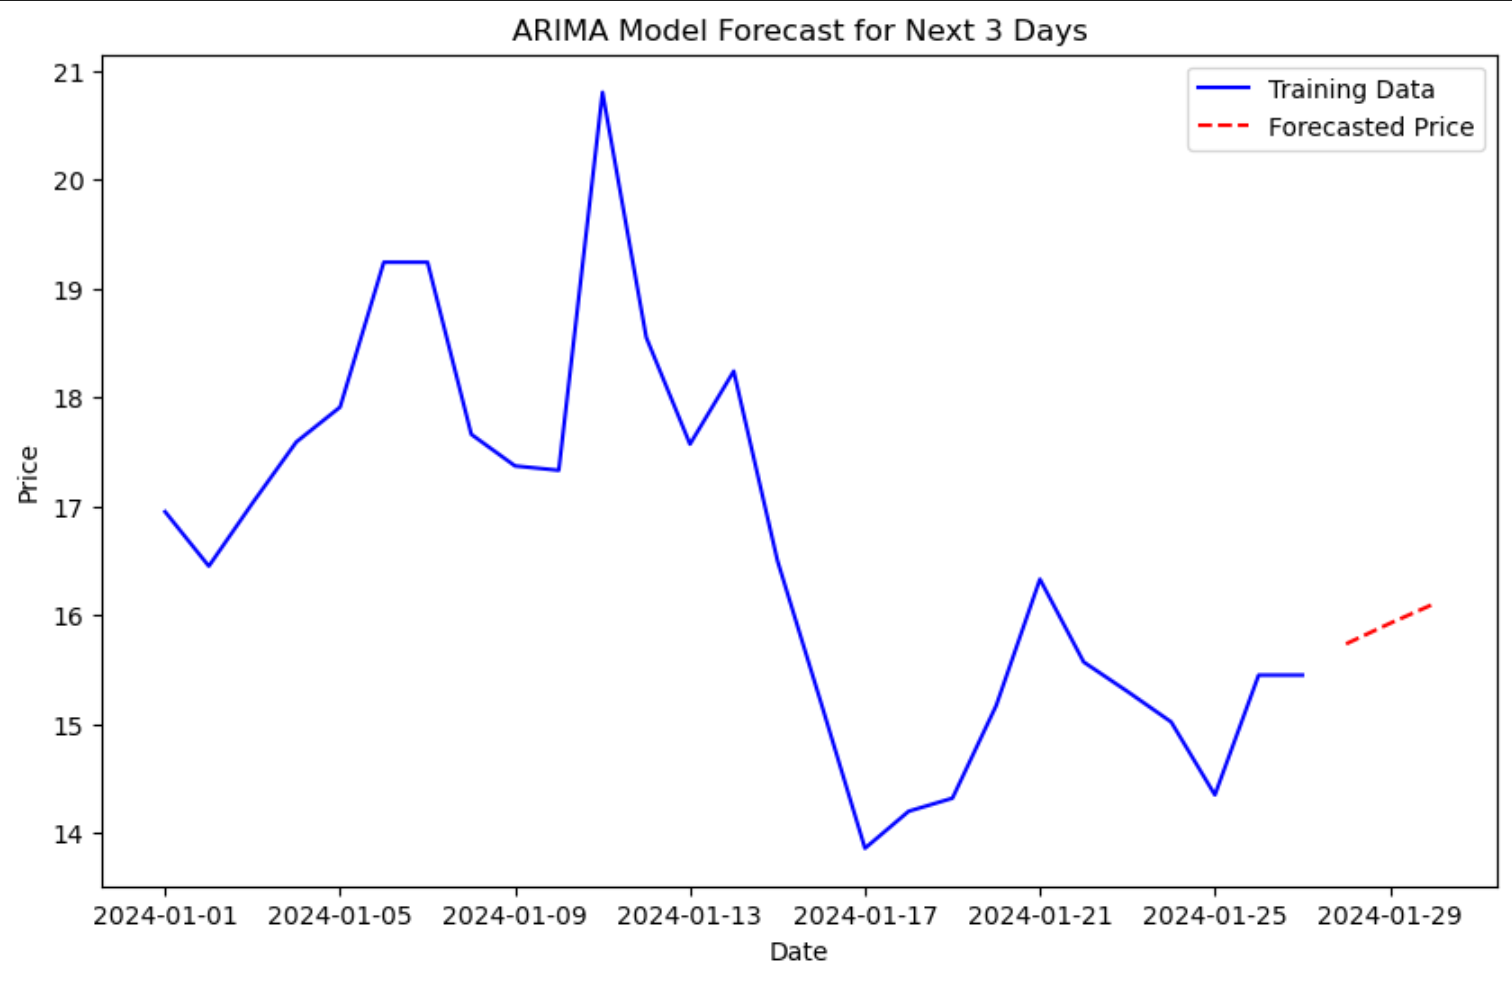 ARIMA Model Forecast for Next 3 Days
Training Data
Forecasted Price
21
20
19
18
17
16
15
14
Price
2024-01-01 2024-01-05 2024-01-09 2024-01-13 2024-01-17 2024-01-21 2024-01-25 2024-01-29
Date